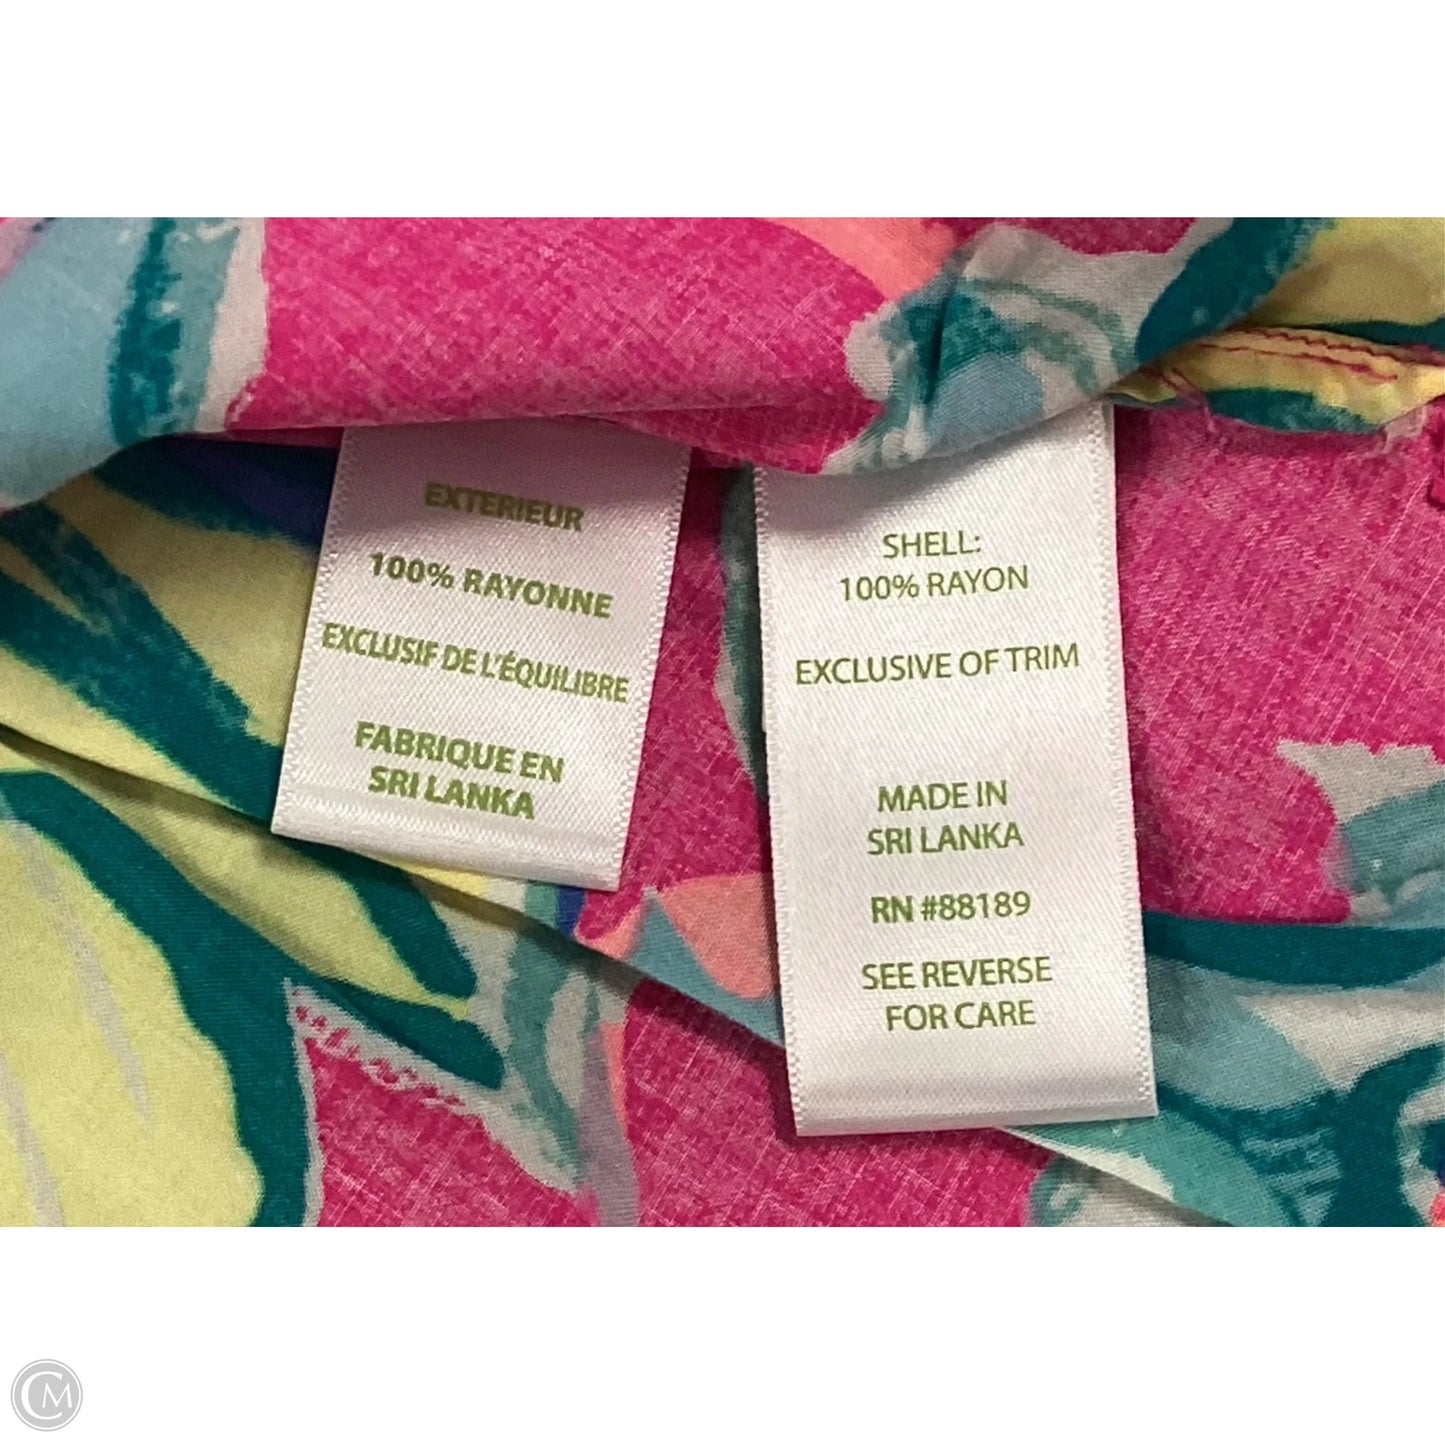 EXTERIEUR
100% RAYONNE
EXCLUSIF DE L'ÉQUILIBRE
FABRIQUE EN
SRI LANKA
SHELL:
100% RAYON
EXCLUSIVE OF TRIM
MADE IN
SRI LANKA
RN #88189
SEE REVERSE
FOR CARE
CM